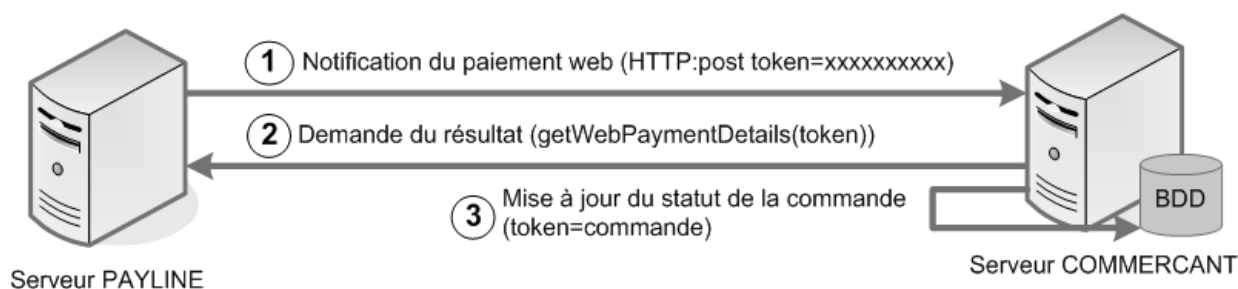 1 Notification du paiement web (HTTP:post token=xxxxxxxxxx)
2 Demande du résultat (getWebPaymentDetails(token))
3 Mise à jour du statut de la commande
(token=commande)
BDD
Serveur PAYLINE
Serveur COMMERCANT